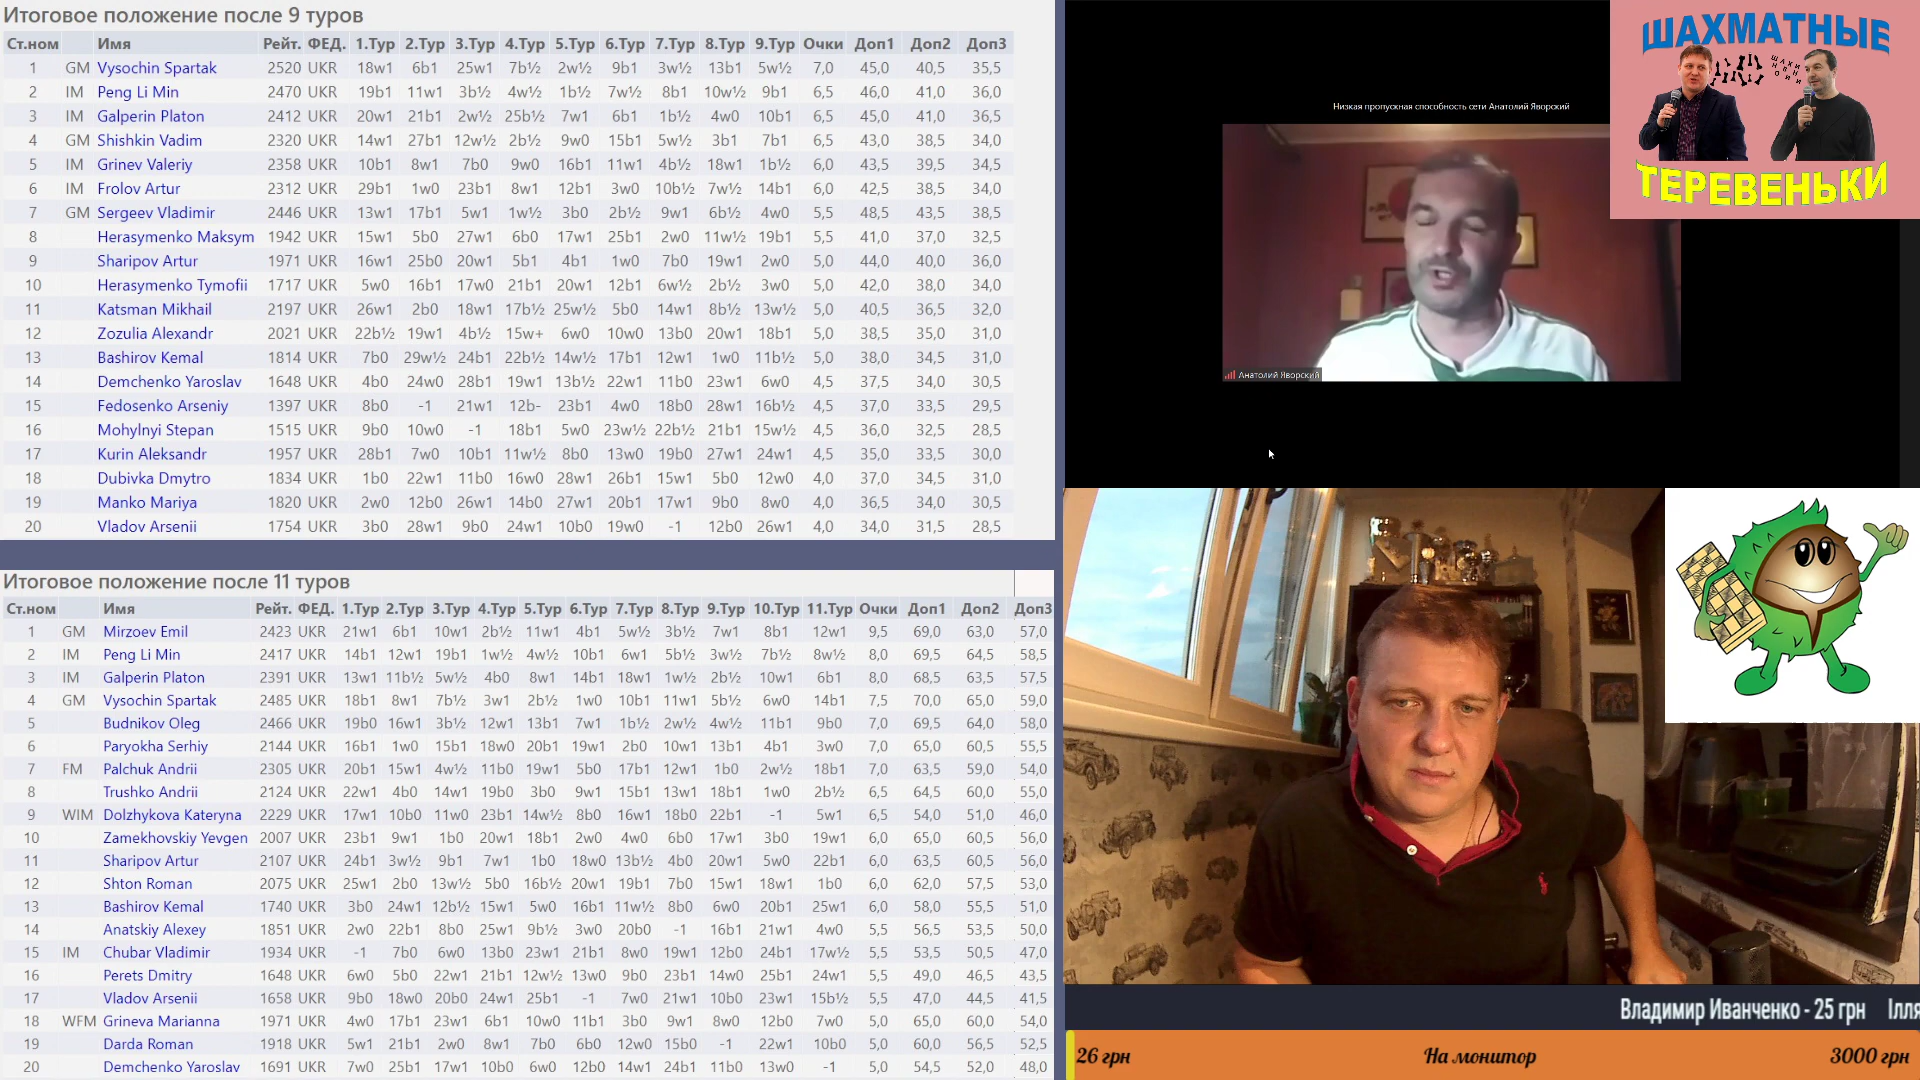 Итоговое положение после 9 туров
Ст.ном Имя Рейт. ФЕД. 1.Тур 2.Тур 3.Тур 4.Тур 5.Тур 6.Тур 7.Тур 8.Тур 9.Тур Очки Доп1 Доп2 Доп3
1 GM Vysochin Spartak 2520 UKR 18w1 6b1 25w1 7b½ 2w½ 9b1 3w½ 13b1 5w½ 7,0 45,0 40,5 35,5
2 IM Peng Li Min 2470 UKR 19b1 11w1 3b½ 4w½ 1b½ 7w½ 8b1 10w½ 9b1 6,5 46,0 41,0 36,0
3 IM Galperin Platon 2412 UKR 20w1 21b1 2w½ 25b½ 7w1 6b1 1b½ 4w0 10b1 6,5 45,0 41,0 36,5
4 GM Shishkin Vadim 2320 UKR 14w1 27b1 12w½ 2b½ 9w0 15b1 5w½ 3b1 7b1 6,5 43,0 38,5 34,0
5 IM Grinev Valeriy 2358 UKR 10b1 8w1 7b0 9w0 16b1 11w1 4b½ 18w1 1b½ 6,0 43,5 39,5 34,5
6 IM Frolov Artur 2312 UKR 29b1 1w0 23b1 8w1 12b1 3w0 10b½ 7w½ 14b1 6,0 42,5 38,5 34,0
7 GM Sergeev Vladimir 2446 UKR 13w1 17b1 5w1 1w½ 3b0 2b½ 9w1 6b½ 4w0 5,5 48,5 43,5 38,5
8 Herasymenko Maksym 1942 UKR 15w1 5b0 27w1 6b0 17w1 25b1 2w0 11w½ 19b1 5,5 41,0 37,0 32,5
9 Sharipov Artur 1971 UKR 16w1 25b0 20w1 5b1 4b1 1w0 7b0 19w1 2w0 5,0 44,0 40,0 36,0
10 Herasymenko Tymofii 1717 UKR 5w0 16b1 17w0 21b1 20w1 12b1 6w½ 2b½ 3w0 5,0 42,0 38,0 34,0
11 Katsman Mikhail 2197 UKR 26w1 2b0 18w1 17b½ 25w½ 5b0 14w1 8b½ 13w½ 5,0 40,5 36,5 32,0
12 Zozulia Alexandr 2021 UKR 22b½ 19w1 4b½ 15w+ 6w0 10w0 13b0 20w1 18b1 5,0 38,5 35,0 31,0
13 Bashirov Kemal 1814 UKR 7b0 29w½ 24b1 22b½ 14w½ 17b1 12w1 1w0 11b½ 5,0 38,0 34,5 31,0
14 Demchenko Yaroslav 1648 UKR 4b0 24w0 28b1 19w1 13b½ 22w1 11b0 23w1 6w0 4,5 37,5 34,0 30,5
15 Fedosenko Arseniy 1397 UKR 8b0 -1 21w1 12b- 23b1 4w0 18b0 28w1 16b½ 4,5 37,0 33,5 29,5
16 Mohylnyi Stepan 1515 UKR 9b0 10w0 -1 18b1 5w0 23w½ 22b½ 21b1 15w½ 4,5 36,0 32,5 28,5
17 Kurin Aleksandr 1957 UKR 28b1 7w0 10b1 11w½ 8b0 13w0 19b0 27w1 24w1 4,5 35,0 33,5 30,0
18 Dubivka Dmytro 1834 UKR 1b0 22w1 11b0 16w0 28w1 26b1 15w1 5b0 12w0 4,0 37,0 34,5 31,0
19 Manko Mariya 1820 UKR 2w0 12b0 26w1 14b0 27w1 20b1 17w1 9b0 8w0 4,0 36,5 34,0 30,5
20 Vladov Arsenii 1754 UKR 3b0 28w1 9b0 24w1 10b0 19w0 -1 12b0 26w1 4,0 34,0 31,5 28,5
Итоговое положение после 11 туров
Ст.ном Имя Рейт. ФЕД. 1.Тур 2.Тур 3.Тур 4.Тур 5.Тур 6.Тур 7.Тур 8.Тур 9.Тур 10.Тур 11.Тур Очки Доп1 Доп2 Доп3
1 GM Mirzoev Emil 2423 UKR 21w1 6b1 10w1 2b½ 11w1 4b1 5w½ 3b½ 7w1 8b1 12w1 9,5 69,0 63,0 57,0
2 IM Peng Li Min 2417 UKR 14b1 12w1 19b1 1w½ 4w½ 10b1 6w1 5b½ 3w½ 7b½ 8w½ 8,0 69,5 64,5 58,5
3 IM Galperin Platon 2391 UKR 13w1 11b½ 5w½ 4b0 8w1 14b1 18w1 1w½ 2b½ 10w1 6b1 8,0 68,5 63,5 57,5
4 GM Vysochin Spartak 2485 UKR 18b1 8w1 7b½ 3w1 2b½ 1w0 10b1 11w1 5b½ 6w0 14b1 7,5 70,0 65,0 59,0
5 Budnikov Oleg 2466 UKR 19b0 16w1 3b½ 12w1 13b1 7w1 1b½ 2w½ 4w½ 11b1 9b0 7,0 69,5 64,0 58,0
6 Paryokha Serhiy 2144 UKR 16b1 1w0 15b1 18w0 20b1 19w1 2b0 10w1 13b1 4b1 3w0 7,0 65,0 60,5 55,5
7 FM Palchuk Andrii 2305 UKR 20b1 15w1 4w½ 11b0 19w1 5b0 17b1 12w1 1b0 2w½ 18b1 7,0 63,5 59,0 54,0
8 Trushko Andrii 2124 UKR 22w1 4b0 14w1 19b0 3b0 9w1 15b1 13w1 18b1 1w0 2b½ 6,5 64,5 60,0 55,0
9 WIM Dolzhykova Kateryna 2229 UKR 17w1 10b0 11w0 23b1 14w½ 8b0 16w1 18b0 22b1 -1 5w1 6,5 54,0 51,0 46,0
10 Zamekhovskiy Yevgen 2007 UKR 23b1 9w1 1b0 20w1 18b1 2w0 4w0 6b0 17w1 3b0 19w1 6,0 65,0 60,5 56,0
11 Sharipov Artur 2107 UKR 24b1 3w½ 9b1 7w1 1b0 18w0 13b½ 4b0 20w1 5w0 22b1 6,0 63,5 60,5 56,0
12 Shton Roman 2075 UKR 25w1 2b0 13w½ 5b0 16b½ 20w1 19b1 7b0 15w1 18w1 1b0 6,0 62,0 57,5 53,0
13 Bashirov Kemal 1740 UKR 3b0 24w1 12b½ 15w1 5w0 16b1 11w½ 8b0 6w0 20b1 25w1 6,0 58,0 55,5 51,0
14 Anatskiy Alexey 1851 UKR 2w0 22b1 8b0 25w1 9b½ 3w0 20b0 -1 16b1 21w1 4w0 5,5 56,5 53,5 50,0
15 IM Chubar Vladimir 1934 UKR -1 7b0 6w0 13b0 23w1 21b1 8w0 19w1 12b0 24b1 17w½ 5,5 53,5 50,5 47,0
16 Perets Dmitry 1648 UKR 6w0 5b0 22w1 21b1 12w½ 13w0 9b0 23b1 14w0 25b1 24w1 5,5 49,0 46,5 43,5
17 Vladov Arsenii 1658 UKR 9b0 18w0 20b0 24w1 25b1 -1 7w0 21w1 10b0 23w1 15b½ 5,5 47,0 44,5 41,5
18 WFM Grineva Marianna 1971 UKR 4w0 17b1 23w1 6b1 10w0 11b1 3b0 9w1 8w0 12b0 7w0 5,0 65,0 60,0 54,0
19 Darda Roman 1918 UKR 5w1 21b1 2w0 8w1 7b0 6b0 12w0 15b0 -1 22w1 10b0 5,0 60,0 56,5 52,5
20 Demchenko Yaroslav 1691 UKR 7w0 25b1 17w1 10b0 6w0 12b0 14w1 24b1 11b0 13w0 -1 5,0 54,5 52,0 48,0
Низкая пропускная способность сети Анатолий Яворский
Анатолий Яворский
ШАХМАТНЫЕ
ТЕРЕВЕНЬКИ
Владимир Иванченко - 25 грн Ілля
26 грн На монитор 3000 грн